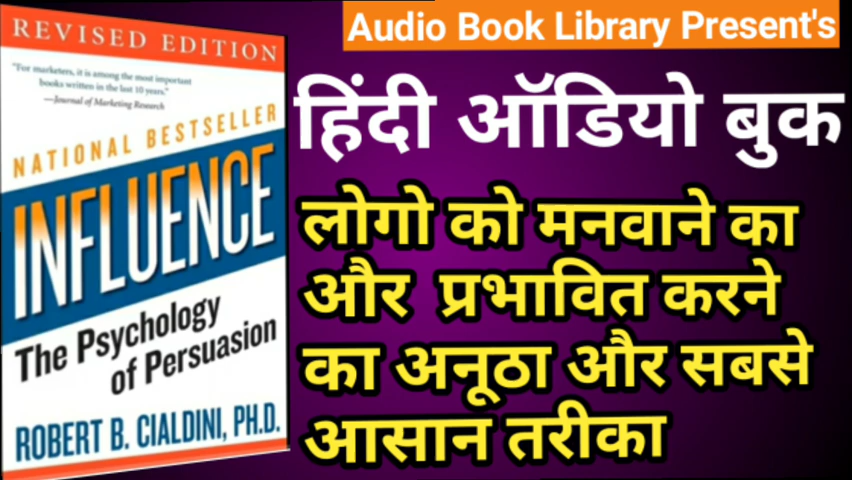 REVISED EDITION
"For marketers, it is among the most important
books written in the last 10 years."
—Journal of Marketing Research
NATIONAL BESTSELLER
INFLUENCE
The Psychology
of Persuasion
ROBERT B. CIALDINI, PH.D.
Audio Book Library Present's
हिंदी ऑडियो बुक
लोगो को मनवाने का
और प्रभावित करने
का अनूठा और सबसे
आसान तरीका